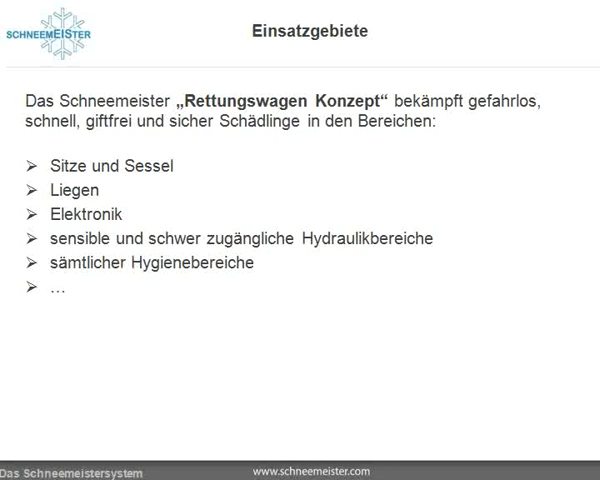 SCHNEEMEISTER
Einsatzgebiete
Das Schneemeister „Rettungswagen Konzept“ bekämpft gefahrlos,
schnell, giftfrei und sicher Schädlinge in den Bereichen:
➢ Sitze und Sessel
➢ Liegen
➢ Elektronik
➢ sensible und schwer zugängliche Hydraulikbereiche
➢ sämtlicher Hygienebereiche
➢ …
Das Schneemeistersystem
www.schneemeister.com